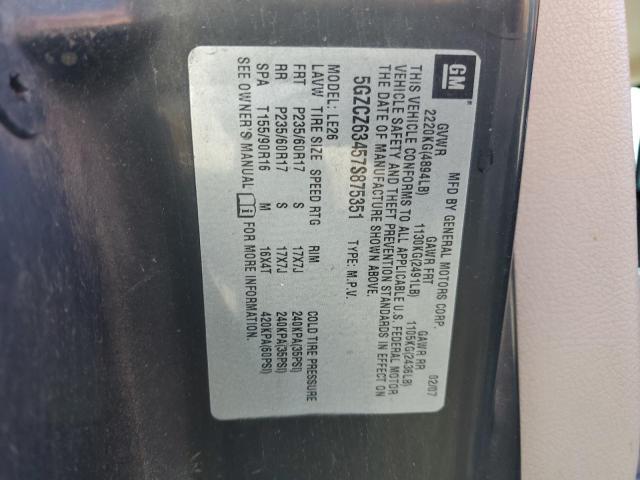 GM
MFD BY GENERAL MOTORS CORP. 02/07
GVWR GAWR FRT GAWR RR
2220KG(4894LB) 1130KG(2491LB) 1105KG(2436LB)
THIS VEHICLE CONFORMS TO ALL APPLICABLE U.S. FEDERAL MOTOR
VEHICLE SAFETY AND THEFT PREVENTION STANDARDS IN EFFECT ON
THE DATE OF MANUFACTURE SHOWN ABOVE.
5GZCZ63457S875351 TYPE: M.P.V.
MODEL: LE26
LAVW TIRE SIZE SPEED RTG RIM COLD TIRE PRESSURE
FRT P235/60R17 S 17X7J 240KPA(35PSI)
RR P235/60R17 S 17X7J 240KPA(35PSI)
SPA T155/90R16 M 16X4T 420KPA(60PSI)
SEE OWNER'S MANUAL FOR MORE INFORMATION.